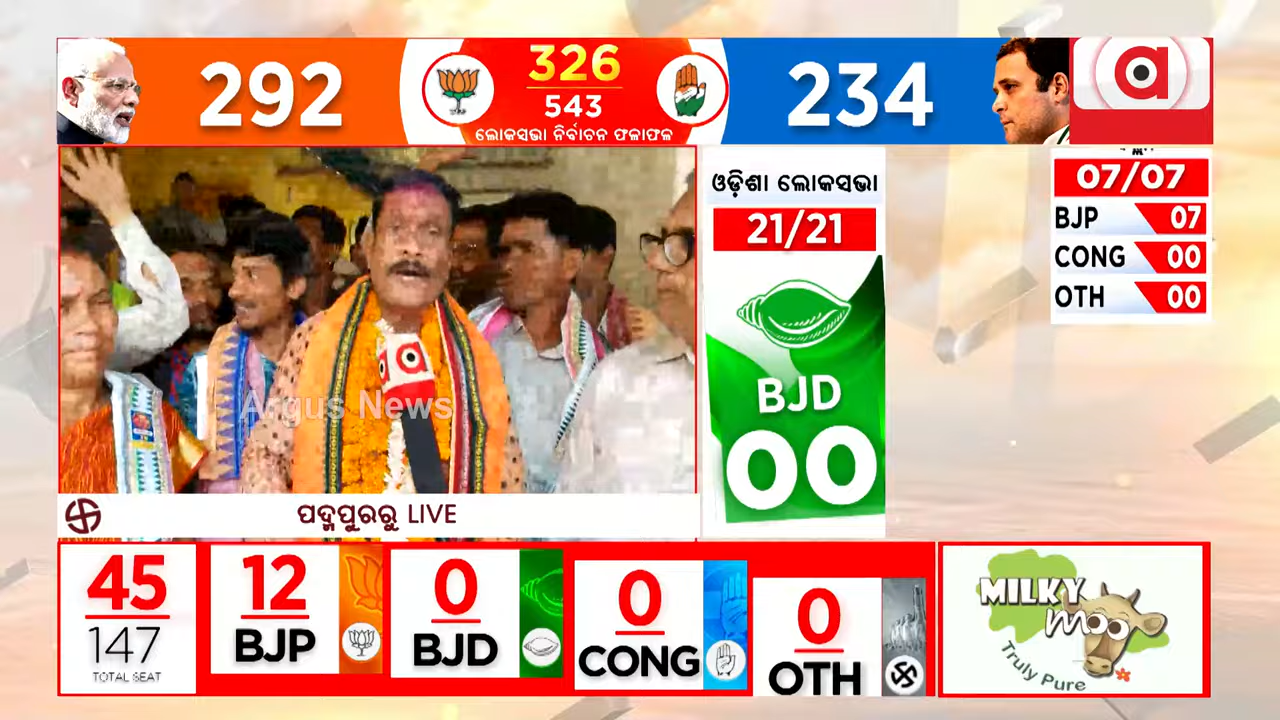 292
326
543
ଲୋକସଭା ନିର୍ବାଚନ ଫଳାଫଳ
234
a
ଓଡ଼ିଶା ଲୋକସଭା
21/21
BJD
00
07/07
BJP 07
CONG 00
OTH 00
a
Argus News
ପଦ୍ମପୁରରୁ LIVE
45
147
TOTAL SEAT
12
BJP
0
BJD
0
CONG
0
OTH
MILKY
Moo
Truly Pure